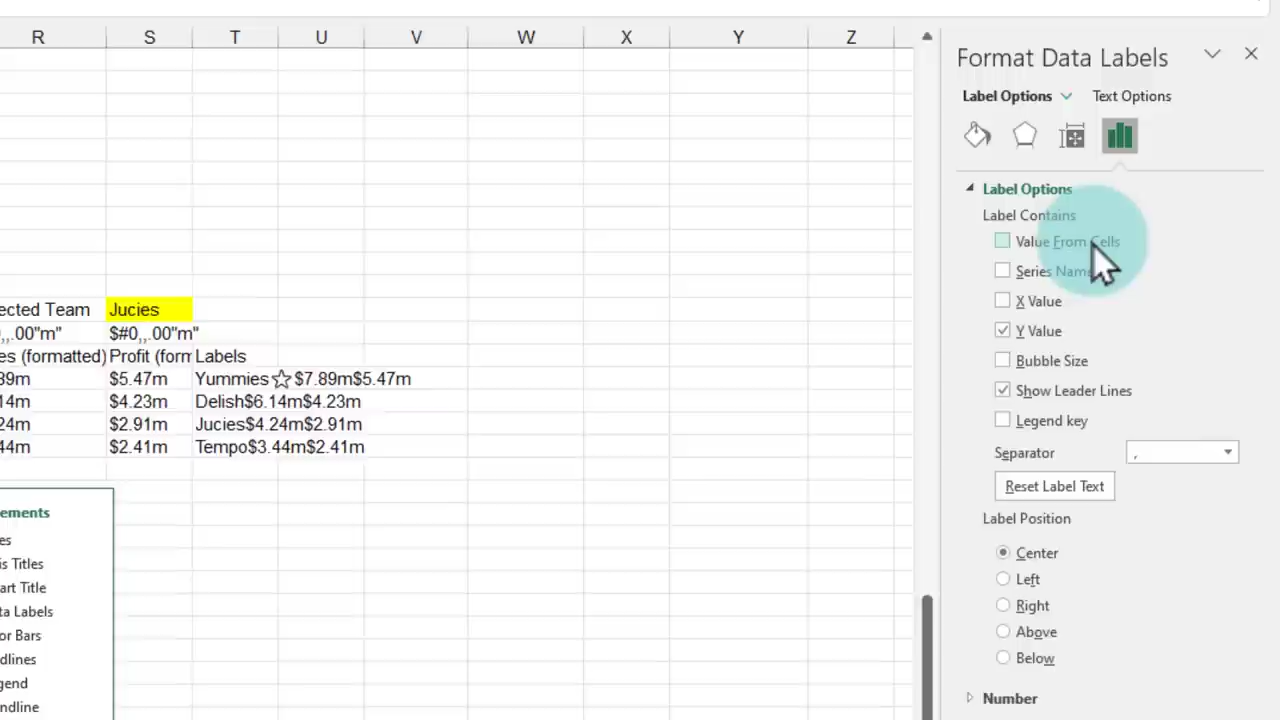 R S T U V W X Y Z
ected Team Jucies
,,.00"m" $#0,,.00"m"
es (formatted) Profit (form Labels
89m $5.47m Yummies☆$7.89m$5.47m
14m $4.23m Delish$6.14m$4.23m
24m $2.91m Jucies$4.24m$2.91m
44m $2.41m Tempo$3.44m$2.41m
ements
es
is Titles
art Title
ta Labels
or Bars
dlines
gend
ndline
Format Data Labels
Label Options Text Options
Label Options
Label Contains
Value From Cells
Series Name
X Value
Y Value
Bubble Size
Show Leader Lines
Legend key
Separator ,
Reset Label Text
Label Position
Center
Left
Right
Above
Below
Number